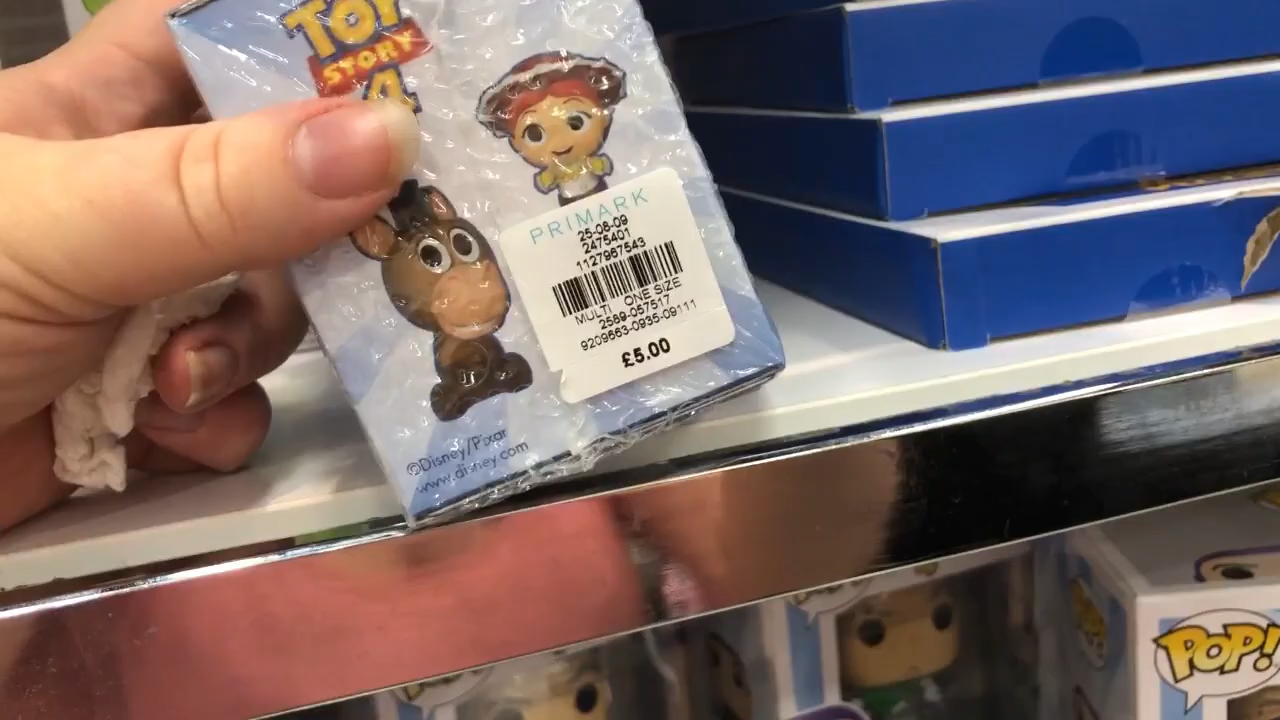 TOY
STORY
4
PRIMARK
25-08-09
2475401
1127967543
MULTI ONE SIZE
2589-057517
9209663-0935-09111
£5.00
©Disney/Pixar
www.disney.com
POP!